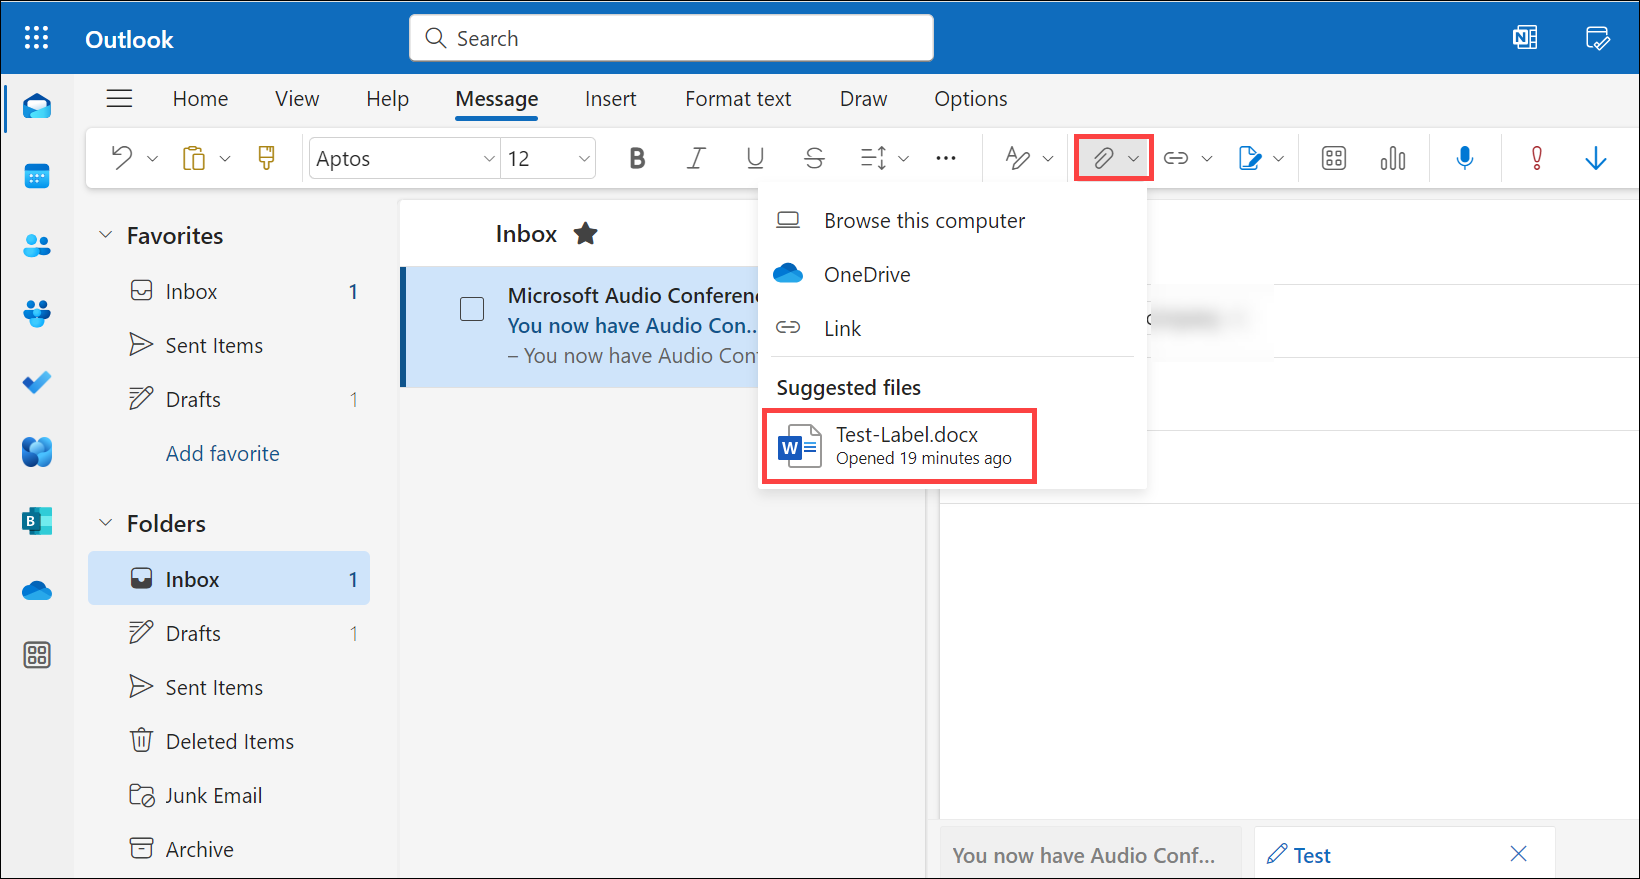 Outlook
Search
Home View Help Message Insert Format text Draw Options
Aptos 12 B I U S
Favorites
Inbox 1
Sent Items
Drafts 1
Add favorite
Folders
Inbox 1
Drafts 1
Sent Items
Deleted Items
Junk Email
Archive
Inbox
Microsoft Audio Conferen
You now have Audio Con...
– You now have Audio Con
Browse this computer
OneDrive
Link
Suggested files
Test-Label.docx
Opened 19 minutes ago
You now have Audio Conf...
Test